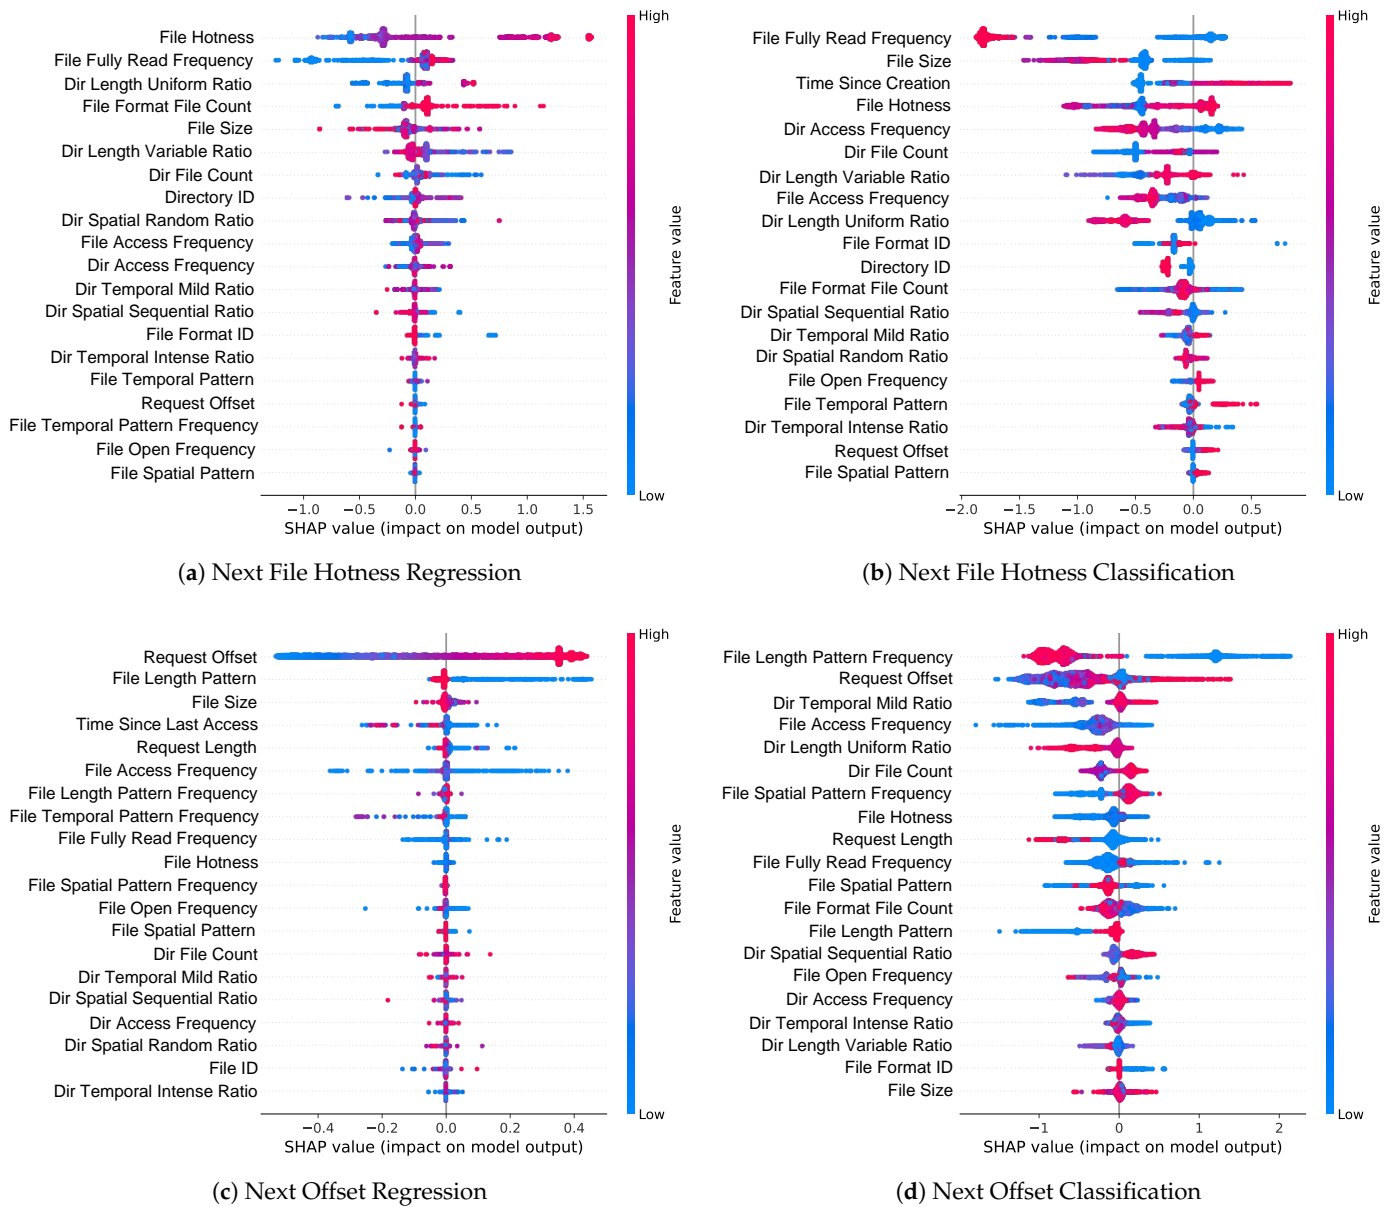 File Hotness
File Fully Read Frequency
Dir Length Uniform Ratio
File Format File Count
File Size
Dir Length Variable Ratio
Dir File Count
Directory ID
Dir Spatial Random Ratio
File Access Frequency
Dir Access Frequency
Dir Temporal Mild Ratio
Dir Spatial Sequential Ratio
File Format ID
Dir Temporal Intense Ratio
File Temporal Pattern
Request Offset
File Temporal Pattern Frequency
File Open Frequency
File Spatial Pattern
−1.0 −0.5 0.0 0.5 1.0 1.5
SHAP value (impact on model output)
High
Feature value
Low
(a) Next File Hotness Regression
File Fully Read Frequency
File Size
Time Since Creation
File Hotness
Dir Access Frequency
Dir File Count
Dir Length Variable Ratio
File Access Frequency
Dir Length Uniform Ratio
File Format ID
Directory ID
File Format File Count
Dir Spatial Sequential Ratio
Dir Temporal Mild Ratio
Dir Spatial Random Ratio
File Open Frequency
File Temporal Pattern
Dir Temporal Intense Ratio
Request Offset
File Spatial Pattern
−2.0 −1.5 −1.0 −0.5 0.0 0.5
SHAP value (impact on model output)
High
Feature value
Low
(b) Next File Hotness Classification
Request Offset
File Length Pattern
File Size
Time Since Last Access
Request Length
File Access Frequency
File Length Pattern Frequency
File Temporal Pattern Frequency
File Fully Read Frequency
File Hotness
File Spatial Pattern Frequency
File Open Frequency
File Spatial Pattern
Dir File Count
Dir Temporal Mild Ratio
Dir Spatial Sequential Ratio
Dir Access Frequency
Dir Spatial Random Ratio
File ID
Dir Temporal Intense Ratio
−0.4 −0.2 0.0 0.2 0.4
SHAP value (impact on model output)
High
Feature value
Low
(c) Next Offset Regression
File Length Pattern Frequency
Request Offset
Dir Temporal Mild Ratio
File Access Frequency
Dir Length Uniform Ratio
Dir File Count
File Spatial Pattern Frequency
File Hotness
Request Length
File Fully Read Frequency
File Spatial Pattern
File Format File Count
File Length Pattern
Dir Spatial Sequential Ratio
File Open Frequency
Dir Access Frequency
Dir Temporal Intense Ratio
Dir Length Variable Ratio
File Format ID
File Size
−1 0 1 2
SHAP value (impact on model output)
High
Feature value
Low
(d) Next Offset Classification